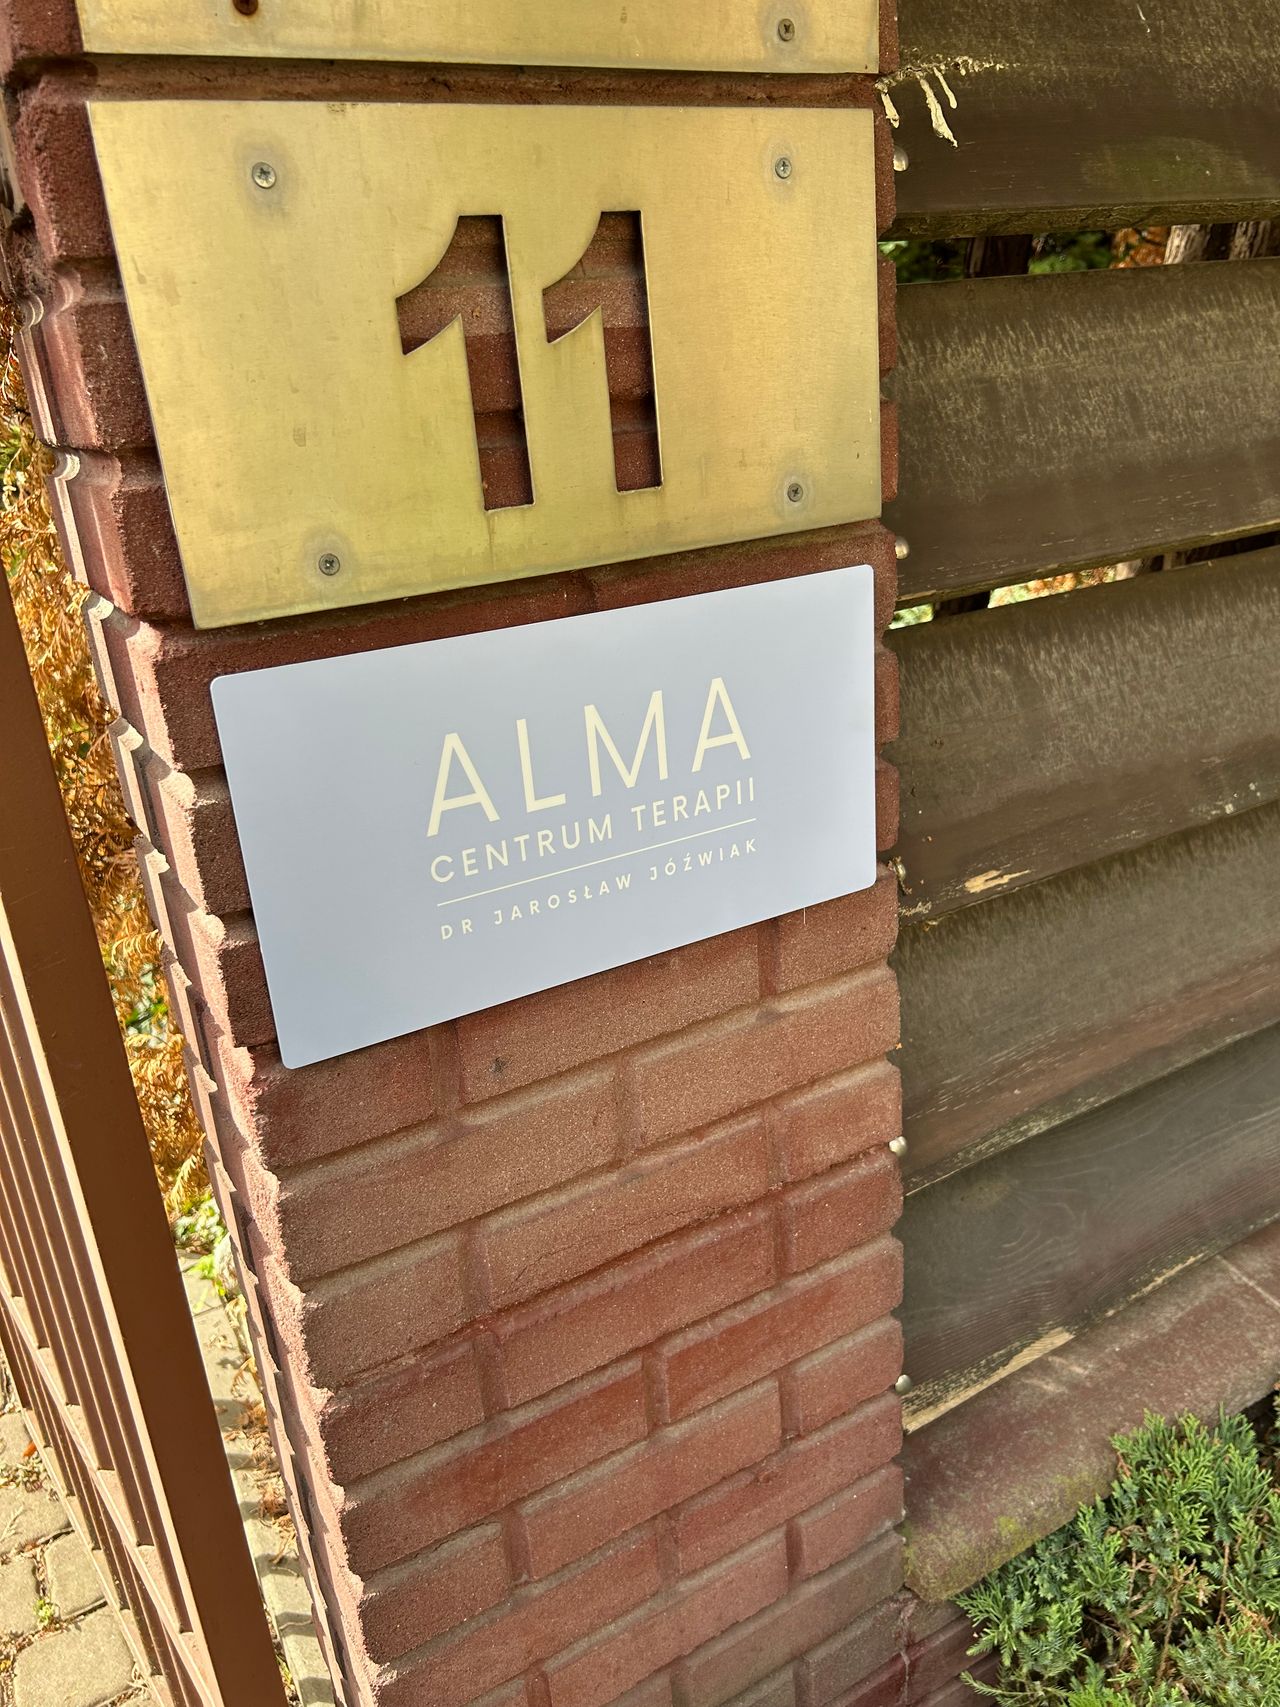 11
ALMA
CENTRUM TERAPII
DR JAROSŁAW JÓŹWIAK